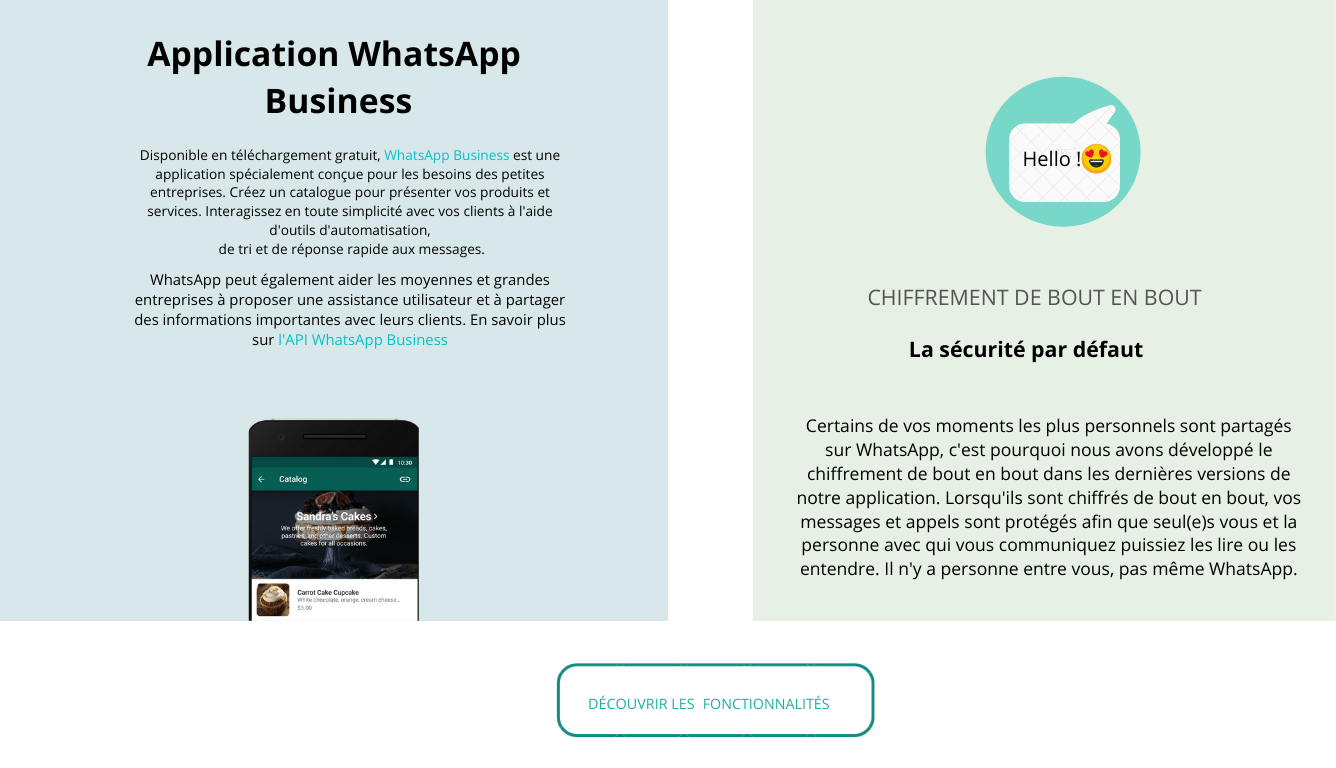 Application WhatsApp
Business
Disponible en téléchargement gratuit, WhatsApp Business est une
application spécialement conçue pour les besoins des petites
entreprises. Créez un catalogue pour présenter vos produits et
services. Interagissez en toute simplicité avec vos clients à l'aide
d'outils d'automatisation,
de tri et de réponse rapide aux messages.
WhatsApp peut également aider les moyennes et grandes
entreprises à proposer une assistance utilisateur et à partager
des informations importantes avec leurs clients. En savoir plus
sur l'API WhatsApp Business
10:30
Catalog
Sandra's Cakes
We offer freshly baked breads, cakes,
pastries, and other desserts. Custom
cakes for all occasions.
Carrot Cake Cupcake
White chocolate, orange, cream cheese...
$3.00
Hello !😍
CHIFFREMENT DE BOUT EN BOUT
La sécurité par défaut
Certains de vos moments les plus personnels sont partagés
sur WhatsApp, c'est pourquoi nous avons développé le
chiffrement de bout en bout dans les dernières versions de
notre application. Lorsqu'ils sont chiffrés de bout en bout, vos
messages et appels sont protégés afin que seul(e)s vous et la
personne avec qui vous communiquez puissiez les lire ou les
entendre. Il n'y a personne entre vous, pas même WhatsApp.
DÉCOUVRIR LES FONCTIONNALITÉS